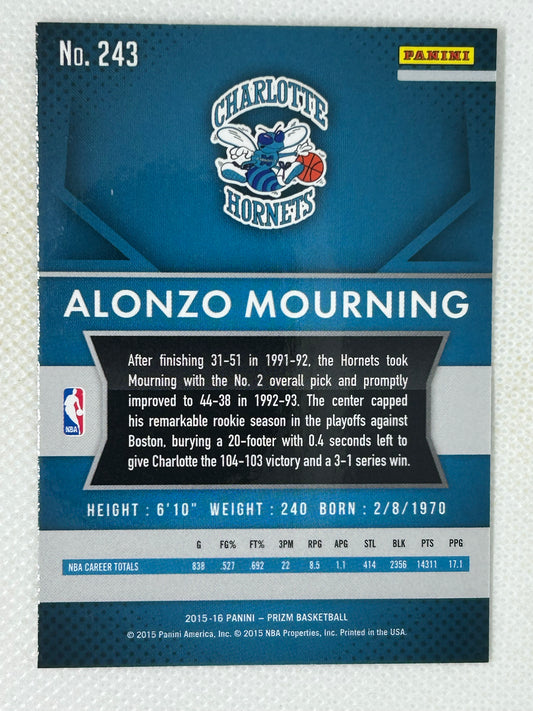 No. 243
PANINI
CHARLOTTE
HORNETS
ALONZO MOURNING
After finishing 31-51 in 1991-92, the Hornets took
Mourning with the No. 2 overall pick and promptly
improved to 44-38 in 1992-93. The center capped
his remarkable rookie season in the playoffs against
Boston, burying a 20-footer with 0.4 seconds left to
give Charlotte the 104-103 victory and a 3-1 series win.
NBA
HEIGHT : 6'10" WEIGHT : 240 BORN : 2/8/1970
G FG% FT% 3PM RPG APG STL BLK PTS PPG
NBA CAREER TOTALS 838 .527 .692 22 8.5 1.1 414 2356 14311 17.1
2015-16 PANINI – PRIZM BASKETBALL
© 2015 Panini America, Inc. © 2015 NBA Properties, Inc. Printed in the USA.